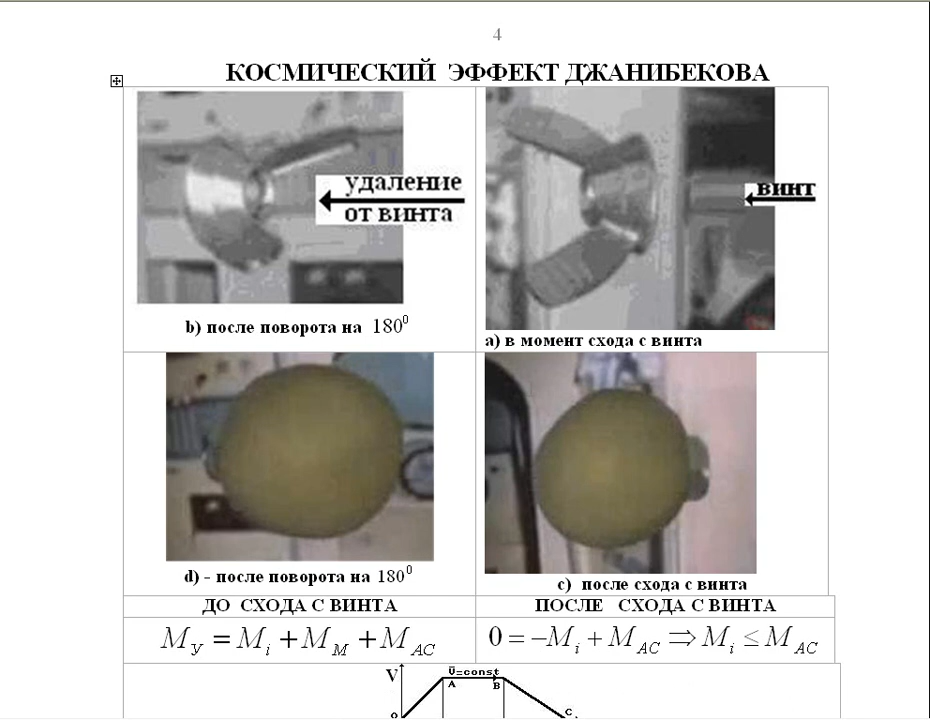 4
КОСМИЧЕСКИЙ ЭФФЕКТ ДЖАНИБЕКОВА
удаление
от винта
винт
b) после поворота на 180⁰
a) в момент схода с винта
d) - после поворота на 180⁰
c) после схода с винта
ДО СХОДА С ВИНТА
ПОСЛЕ СХОДА С ВИНТА
M_У = M_i + M_M + M_AC
0 = −M_i + M_AC ⇒ M_i ≤ M_AC
V
Ū=const
A
B
O
C